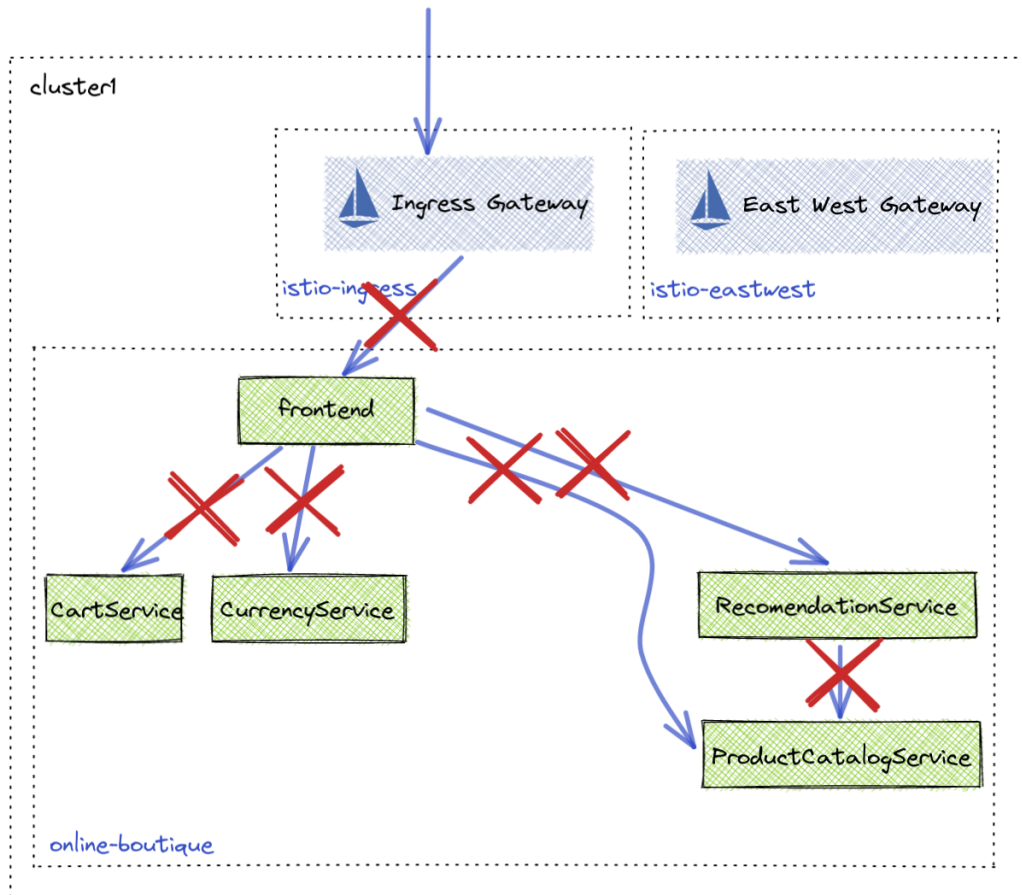 cluster1
Ingress Gateway
East West Gateway
istio-ingress
istio-eastwest
frontend
CartService
CurrencyService
RecomendationService
ProductCatalogService
online-boutique